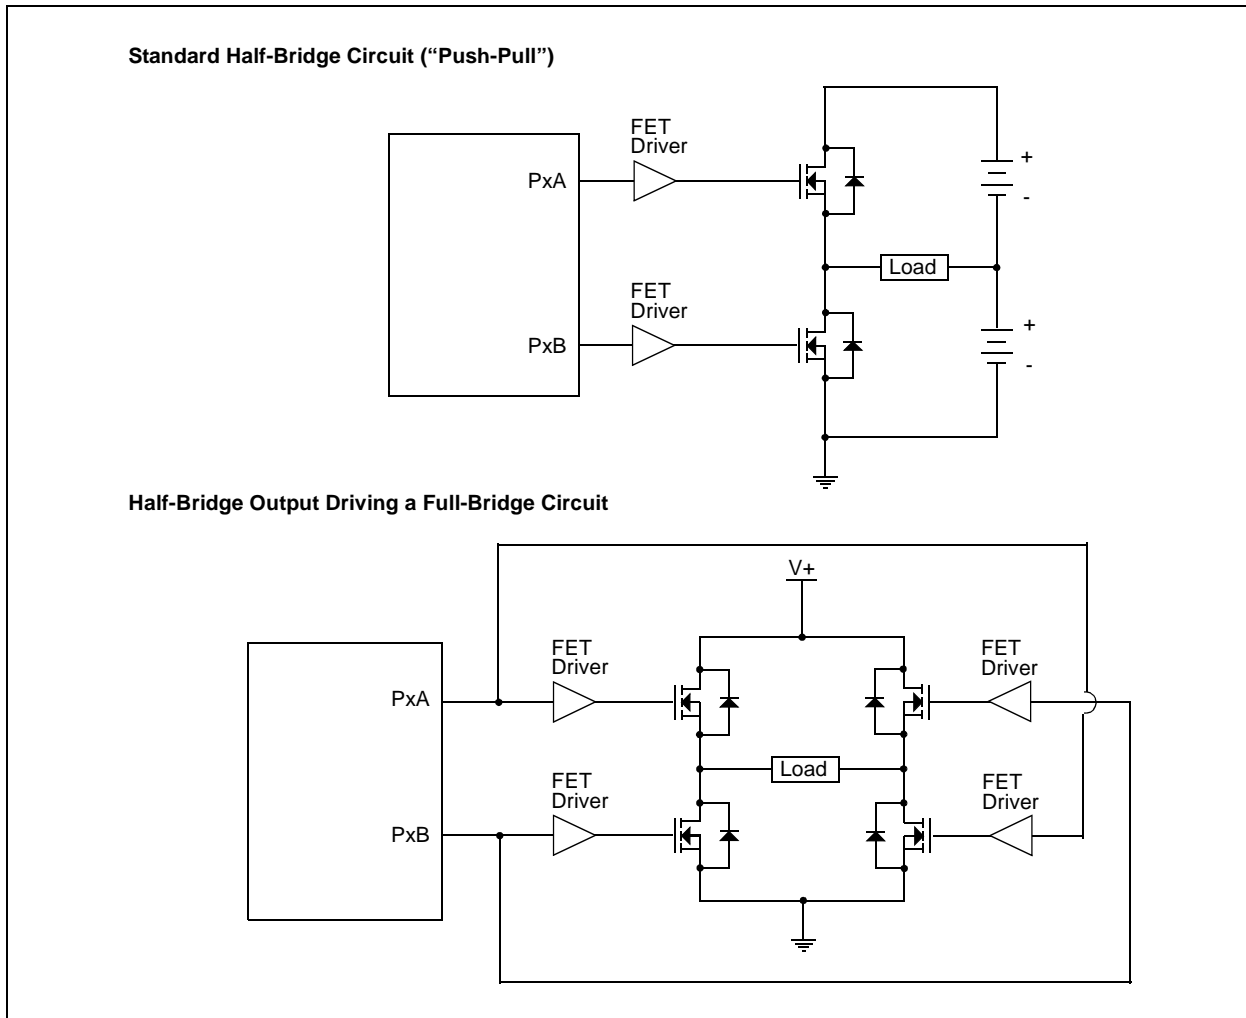 Standard Half-Bridge Circuit (“Push-Pull”)
FET
Driver
PxA
+
-
Load
FET
Driver
PxB
+
-
Half-Bridge Output Driving a Full-Bridge Circuit
V+
FET
Driver
FET
Driver
PxA
Load
FET
Driver
FET
Driver
PxB